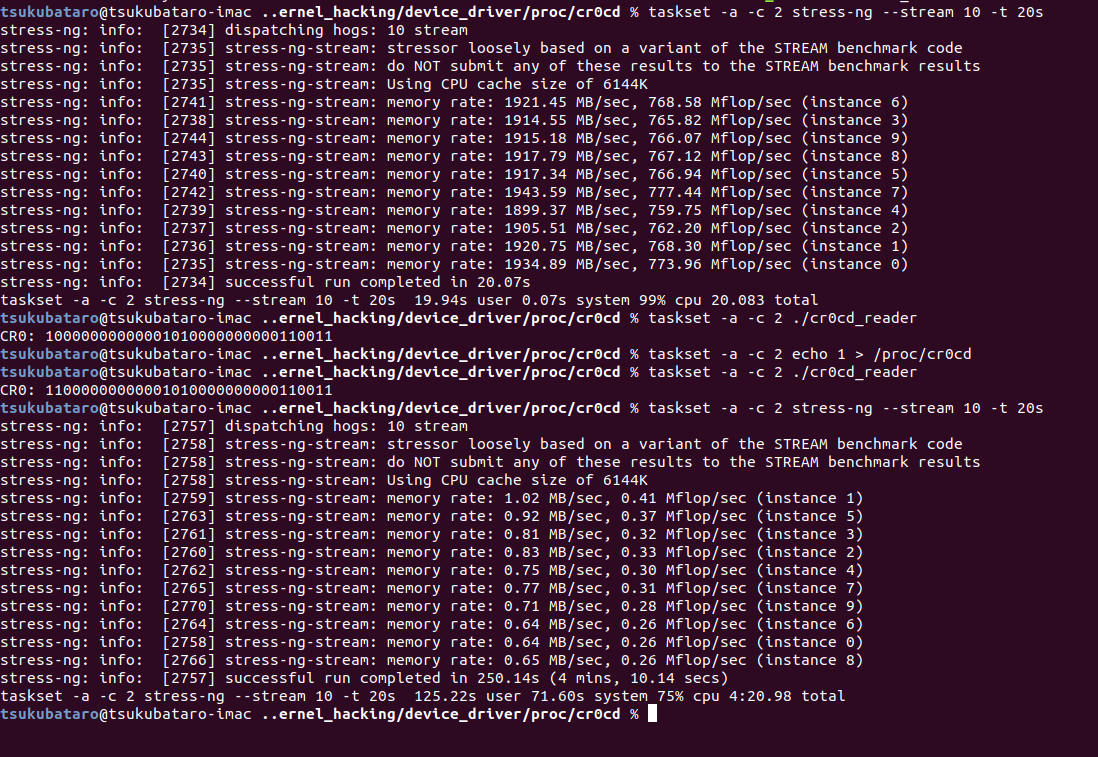 tsukubataro@tsukubataro-imac ..ernel_hacking/device_driver/proc/cr0cd % taskset -a -c 2 stress-ng --stream 10 -t 20s
stress-ng: info:  [2734] dispatching hogs: 10 stream
stress-ng: info:  [2735] stress-ng-stream: stressor loosely based on a variant of the STREAM benchmark code
stress-ng: info:  [2735] stress-ng-stream: do NOT submit any of these results to the STREAM benchmark results
stress-ng: info:  [2735] stress-ng-stream: Using CPU cache size of 6144K
stress-ng: info:  [2741] stress-ng-stream: memory rate: 1921.45 MB/sec, 768.58 Mflop/sec (instance 6)
stress-ng: info:  [2738] stress-ng-stream: memory rate: 1914.55 MB/sec, 765.82 Mflop/sec (instance 3)
stress-ng: info:  [2744] stress-ng-stream: memory rate: 1915.18 MB/sec, 766.07 Mflop/sec (instance 9)
stress-ng: info:  [2743] stress-ng-stream: memory rate: 1917.79 MB/sec, 767.12 Mflop/sec (instance 8)
stress-ng: info:  [2740] stress-ng-stream: memory rate: 1917.34 MB/sec, 766.94 Mflop/sec (instance 5)
stress-ng: info:  [2742] stress-ng-stream: memory rate: 1943.59 MB/sec, 777.44 Mflop/sec (instance 7)
stress-ng: info:  [2739] stress-ng-stream: memory rate: 1899.37 MB/sec, 759.75 Mflop/sec (instance 4)
stress-ng: info:  [2737] stress-ng-stream: memory rate: 1905.51 MB/sec, 762.20 Mflop/sec (instance 2)
stress-ng: info:  [2736] stress-ng-stream: memory rate: 1920.75 MB/sec, 768.30 Mflop/sec (instance 1)
stress-ng: info:  [2735] stress-ng-stream: memory rate: 1934.89 MB/sec, 773.96 Mflop/sec (instance 0)
stress-ng: info:  [2734] successful run completed in 20.07s
taskset -a -c 2 stress-ng --stream 10 -t 20s  19.94s user 0.07s system 99% cpu 20.083 total
tsukubataro@tsukubataro-imac ..ernel_hacking/device_driver/proc/cr0cd % taskset -a -c 2 ./cr0cd_reader
CR0: 10000000000001010000000000110011
tsukubataro@tsukubataro-imac ..ernel_hacking/device_driver/proc/cr0cd % taskset -a -c 2 echo 1 > /proc/cr0cd
tsukubataro@tsukubataro-imac ..ernel_hacking/device_driver/proc/cr0cd % taskset -a -c 2 ./cr0cd_reader
CR0: 11000000000001010000000000110011
tsukubataro@tsukubataro-imac ..ernel_hacking/device_driver/proc/cr0cd % taskset -a -c 2 stress-ng --stream 10 -t 20s
stress-ng: info:  [2757] dispatching hogs: 10 stream
stress-ng: info:  [2758] stress-ng-stream: stressor loosely based on a variant of the STREAM benchmark code
stress-ng: info:  [2758] stress-ng-stream: do NOT submit any of these results to the STREAM benchmark results
stress-ng: info:  [2758] stress-ng-stream: Using CPU cache size of 6144K
stress-ng: info:  [2759] stress-ng-stream: memory rate: 1.02 MB/sec, 0.41 Mflop/sec (instance 1)
stress-ng: info:  [2763] stress-ng-stream: memory rate: 0.92 MB/sec, 0.37 Mflop/sec (instance 5)
stress-ng: info:  [2761] stress-ng-stream: memory rate: 0.81 MB/sec, 0.32 Mflop/sec (instance 3)
stress-ng: info:  [2760] stress-ng-stream: memory rate: 0.83 MB/sec, 0.33 Mflop/sec (instance 2)
stress-ng: info:  [2762] stress-ng-stream: memory rate: 0.75 MB/sec, 0.30 Mflop/sec (instance 4)
stress-ng: info:  [2765] stress-ng-stream: memory rate: 0.77 MB/sec, 0.31 Mflop/sec (instance 7)
stress-ng: info:  [2770] stress-ng-stream: memory rate: 0.71 MB/sec, 0.28 Mflop/sec (instance 9)
stress-ng: info:  [2764] stress-ng-stream: memory rate: 0.64 MB/sec, 0.26 Mflop/sec (instance 6)
stress-ng: info:  [2758] stress-ng-stream: memory rate: 0.64 MB/sec, 0.26 Mflop/sec (instance 0)
stress-ng: info:  [2766] stress-ng-stream: memory rate: 0.65 MB/sec, 0.26 Mflop/sec (instance 8)
stress-ng: info:  [2757] successful run completed in 250.14s (4 mins, 10.14 secs)
taskset -a -c 2 stress-ng --stream 10 -t 20s  125.22s user 71.60s system 75% cpu 4:20.98 total
tsukubataro@tsukubataro-imac ..ernel_hacking/device_driver/proc/cr0cd %